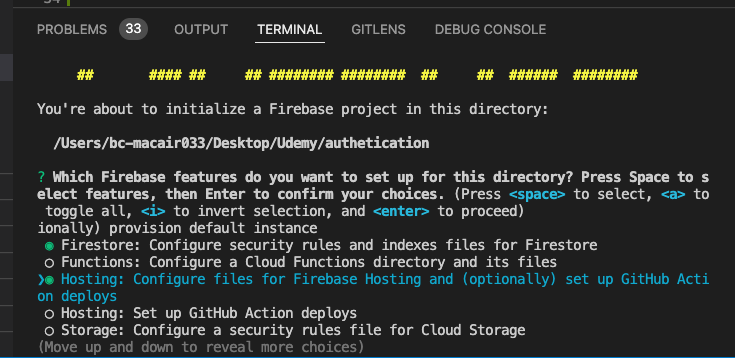 PROBLEMS 33 OUTPUT TERMINAL GITLENS DEBUG CONSOLE
## #### ## ## ######## ######## ## ## ###### ########
You're about to initialize a Firebase project in this directory:
/Users/bc-macair033/Desktop/Udemy/authetication
? Which Firebase features do you want to set up for this directory? Press Space to s
elect features, then Enter to confirm your choices. (Press <space> to select, <a> to
toggle all, <i> to invert selection, and <enter> to proceed)
ionally) provision default instance
◉ Firestore: Configure security rules and indexes files for Firestore
◯ Functions: Configure a Cloud Functions directory and its files
❯◉ Hosting: Configure files for Firebase Hosting and (optionally) set up GitHub Acti
on deploys
◯ Hosting: Set up GitHub Action deploys
◯ Storage: Configure a security rules file for Cloud Storage
(Move up and down to reveal more choices)